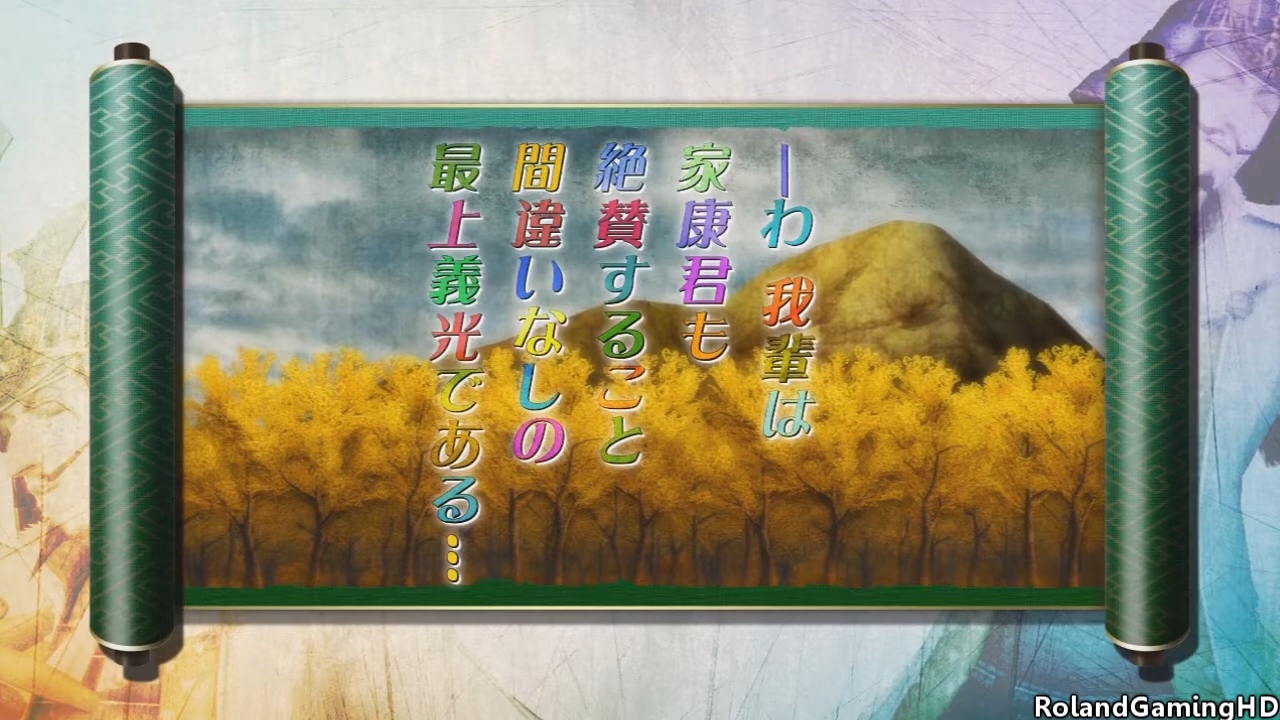 ―わ 我輩は
家康君も
絶賛すること
間違いなしの
最上義光である…
RolandGamingHD